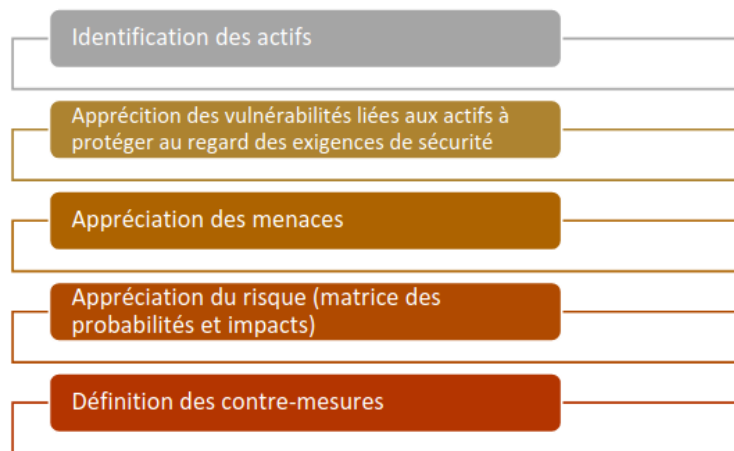 Identification des actifs
Apprécition des vulnérabilités liées aux actifs à
protéger au regard des exigences de sécurité
Appréciation des menaces
Appréciation du risque (matrice des
probabilités et impacts)
Définition des contre-mesures